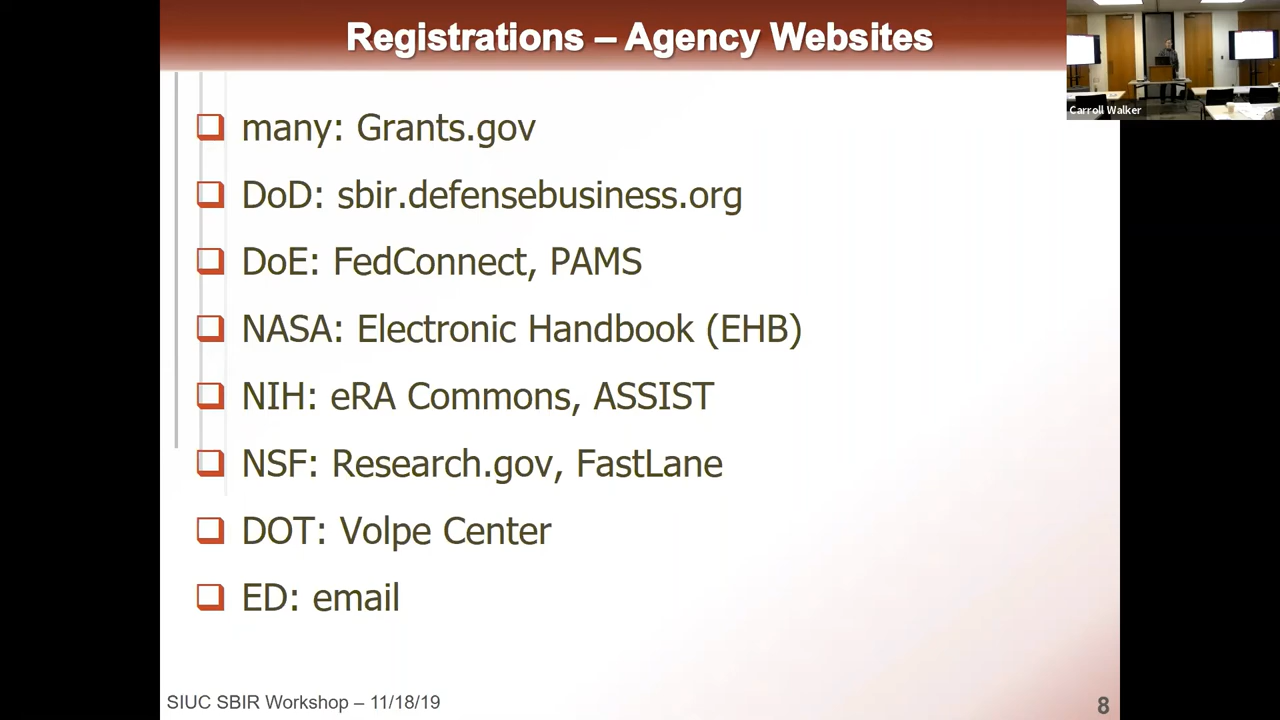 Registrations – Agency Websites
Carroll Walker
many: Grants.gov
DoD: sbir.defensebusiness.org
DoE: FedConnect, PAMS
NASA: Electronic Handbook (EHB)
NIH: eRA Commons, ASSIST
NSF: Research.gov, FastLane
DOT: Volpe Center
ED: email
SIUC SBIR Workshop – 11/18/19
8